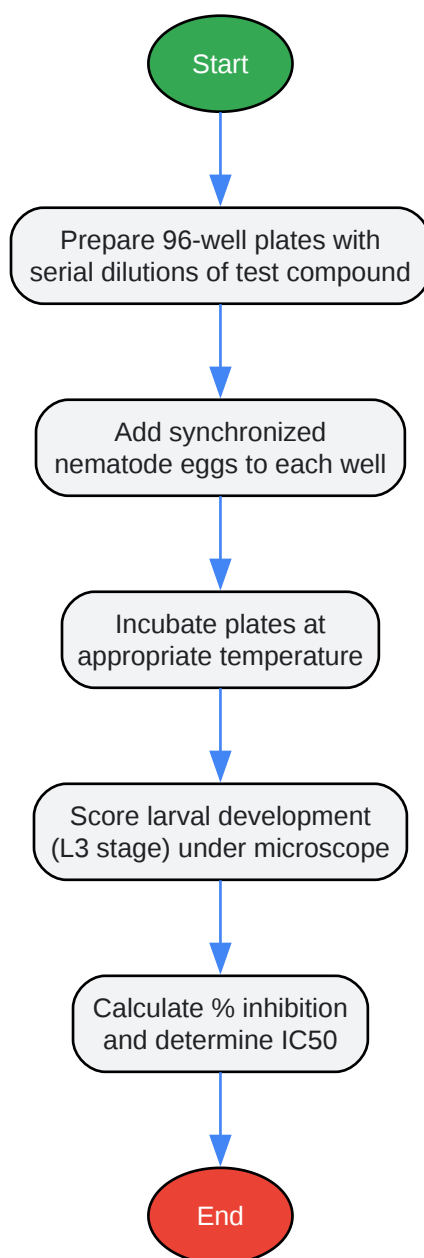 Start
Prepare 96-well plates with
serial dilutions of test compound
Add synchronized
nematode eggs to each well
Incubate plates at
appropriate temperature
Score larval development
(L3 stage) under microscope
Calculate % inhibition
and determine IC50
End